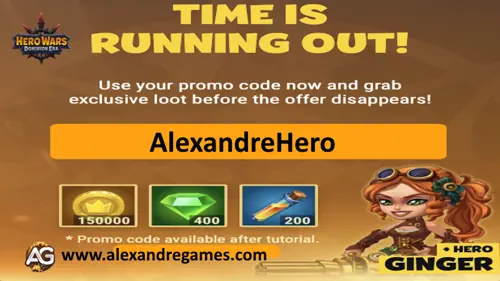 TIME IS
RUNNING OUT!
HERO WARS
DOMINION ERA
Use your promo code now and grab
exclusive loot before the offer disappears!
AlexandreHero
150000
400
200
* Promo code available after tutorial.
AG
www.alexandregames.com
+ HERO
GINGER